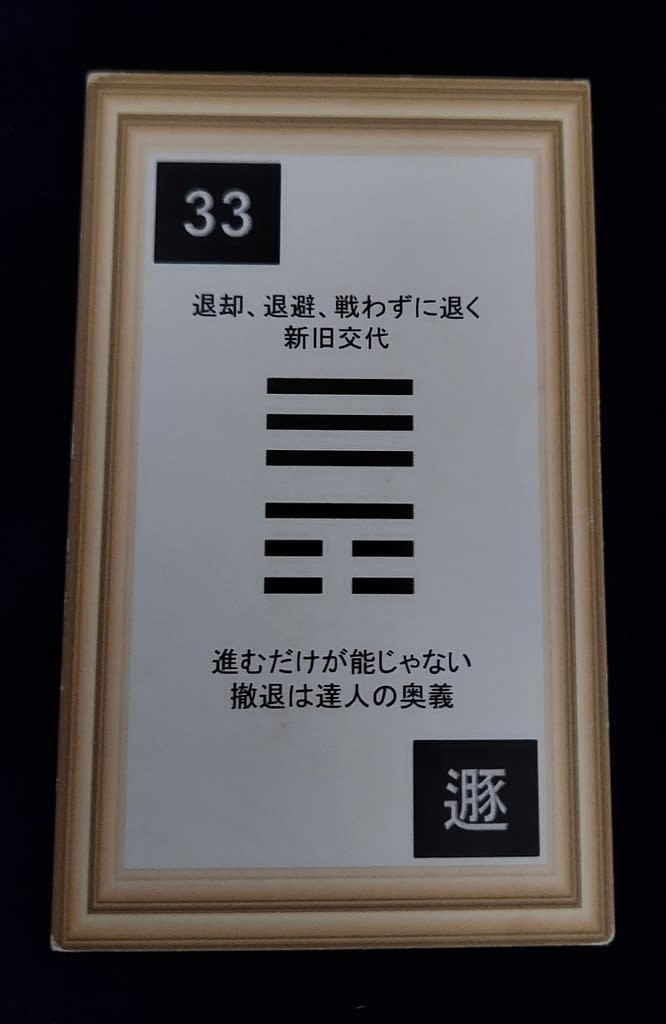 33
退却、退避、戦わずに退く
新旧交代
進むだけが能じゃない
撤退は達人の奥義
遯